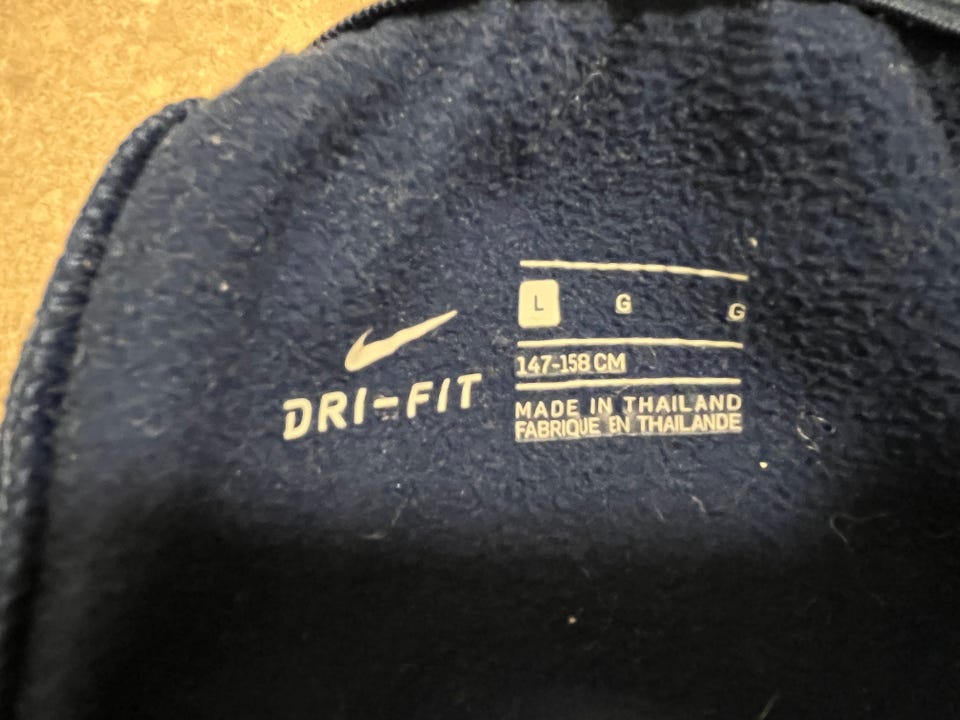 DRI-FIT
L G G
147-158 CM
MADE IN THAILAND
FABRIQUE EN THAILANDE